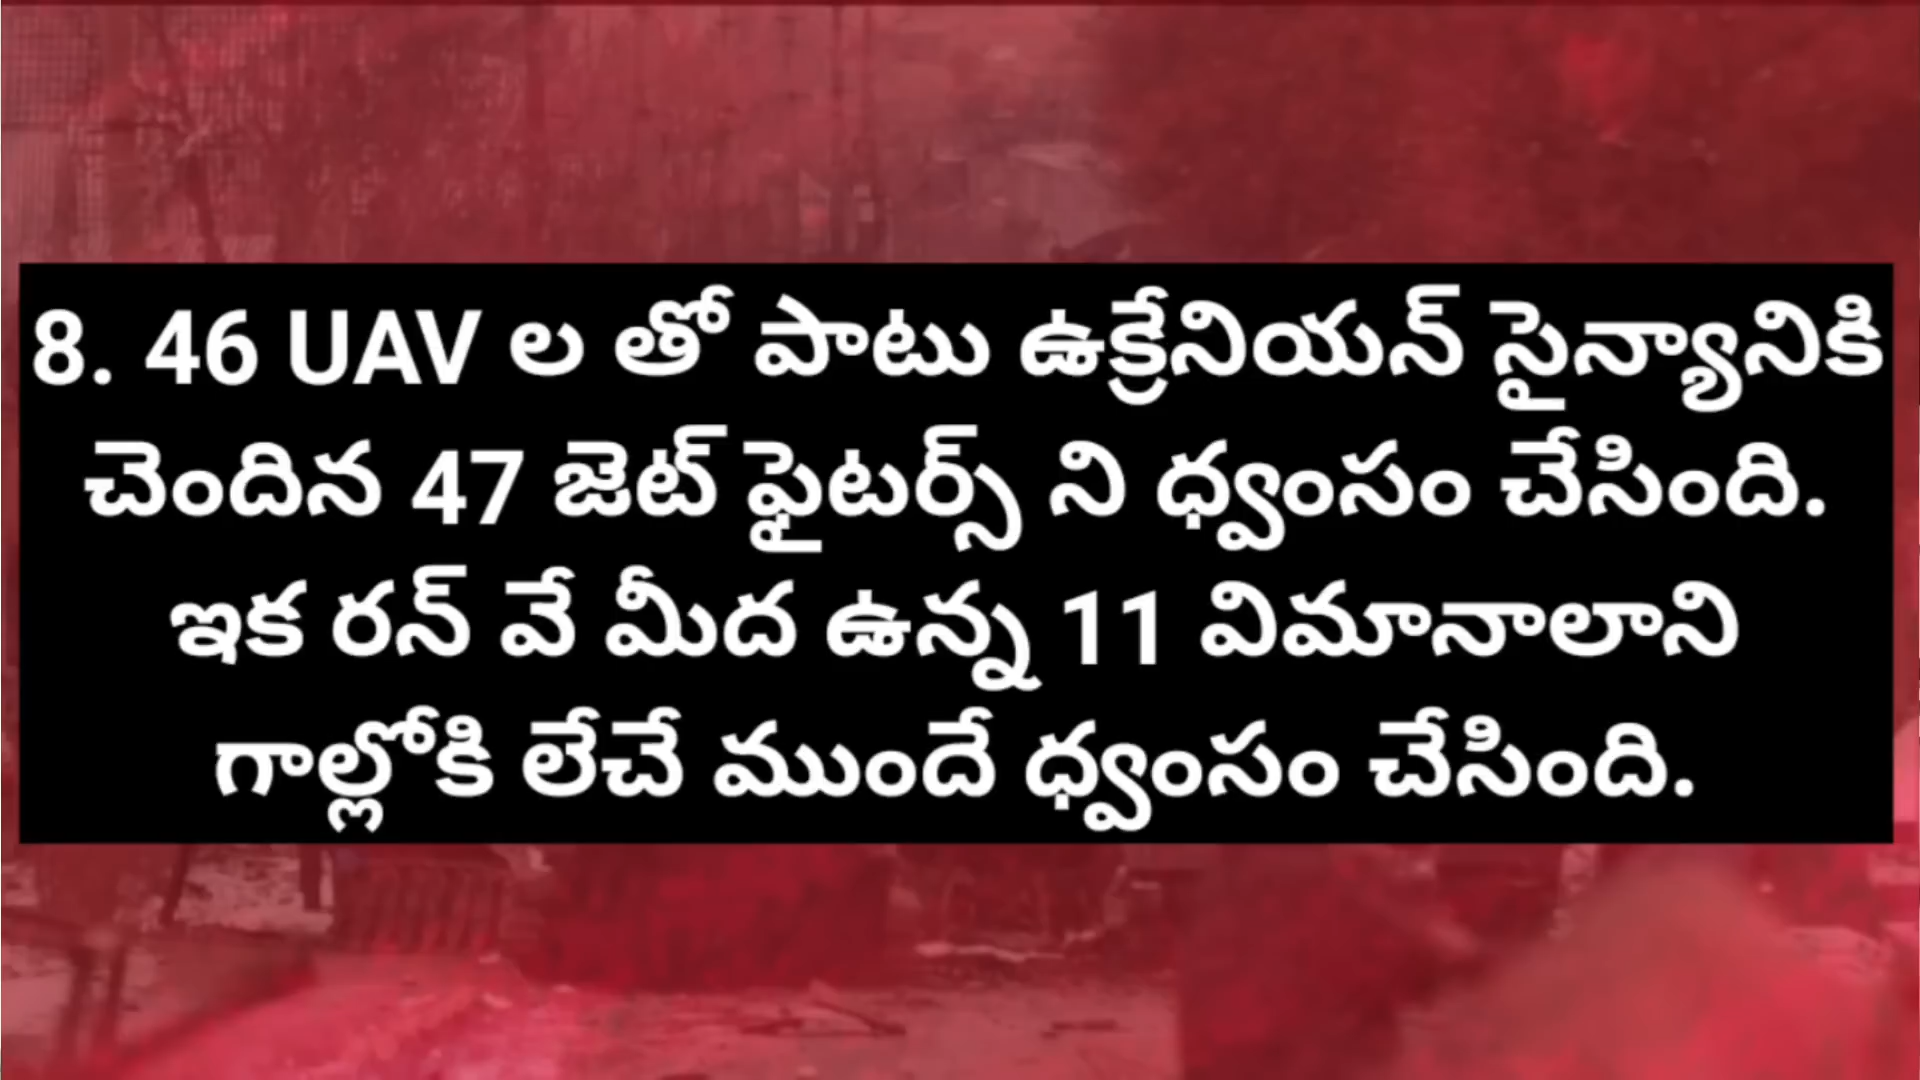 8. 46 UAV ల తో పాటు ఉక్రేనియన్ సైన్యానికి
చెందిన 47 జెట్ ఫైటర్స్ ని ధ్వంసం చేసింది.
ఇక రన్ వే మీద ఉన్న 11 విమానాలాని
గాల్లోకి లేచే ముందే ధ్వంసం చేసింది.